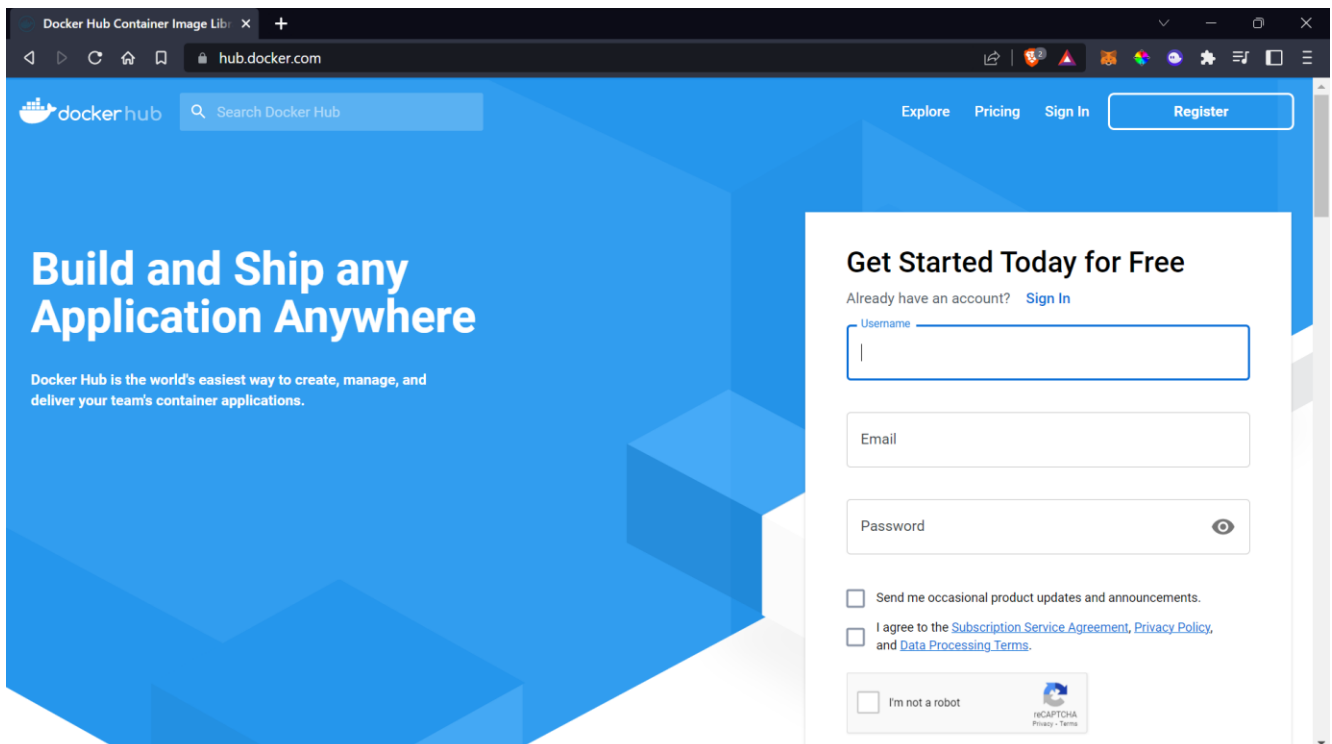 Docker Hub Container Image Libr
hub.docker.com
2
dockerhub
Search Docker Hub
Explore
Pricing
Sign In
Register
Build and Ship any
Application Anywhere
Docker Hub is the world's easiest way to create, manage, and
deliver your team's container applications.
Get Started Today for Free
Already have an account? Sign In
Username
Email
Password
Send me occasional product updates and announcements.
I agree to the Subscription Service Agreement, Privacy Policy,
and Data Processing Terms.
I'm not a robot
reCAPTCHA
Privacy - Terms